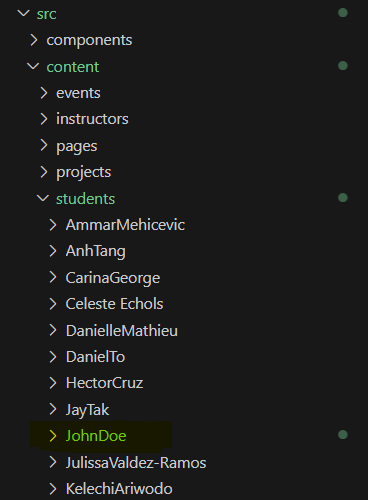 src
components
content
events
instructors
pages
projects
students
AmmarMehicevic
AnhTang
CarinaGeorge
Celeste Echols
DanielleMathieu
DanielTo
HectorCruz
JayTak
JohnDoe
JulissaValdez-Ramos
KelechiAriwodo